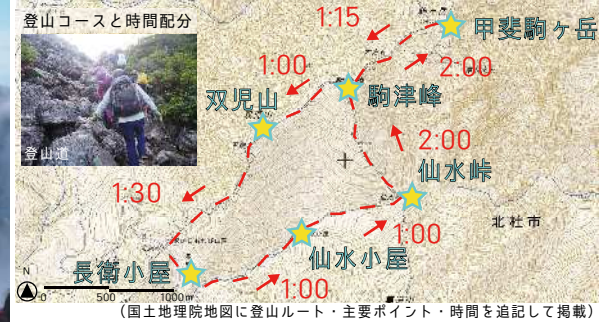 登山コースと時間配分
登山道
1:15
甲斐駒ヶ岳
1:00
2:00
双児山
駒津峰
2:00
仙水峠
1:30
北杜市
1:00
仙水小屋
長衛小屋
1:00
N
0 500 1000m
(国土地理院地図に登山ルート・主要ポイント・時間を追記して掲載)